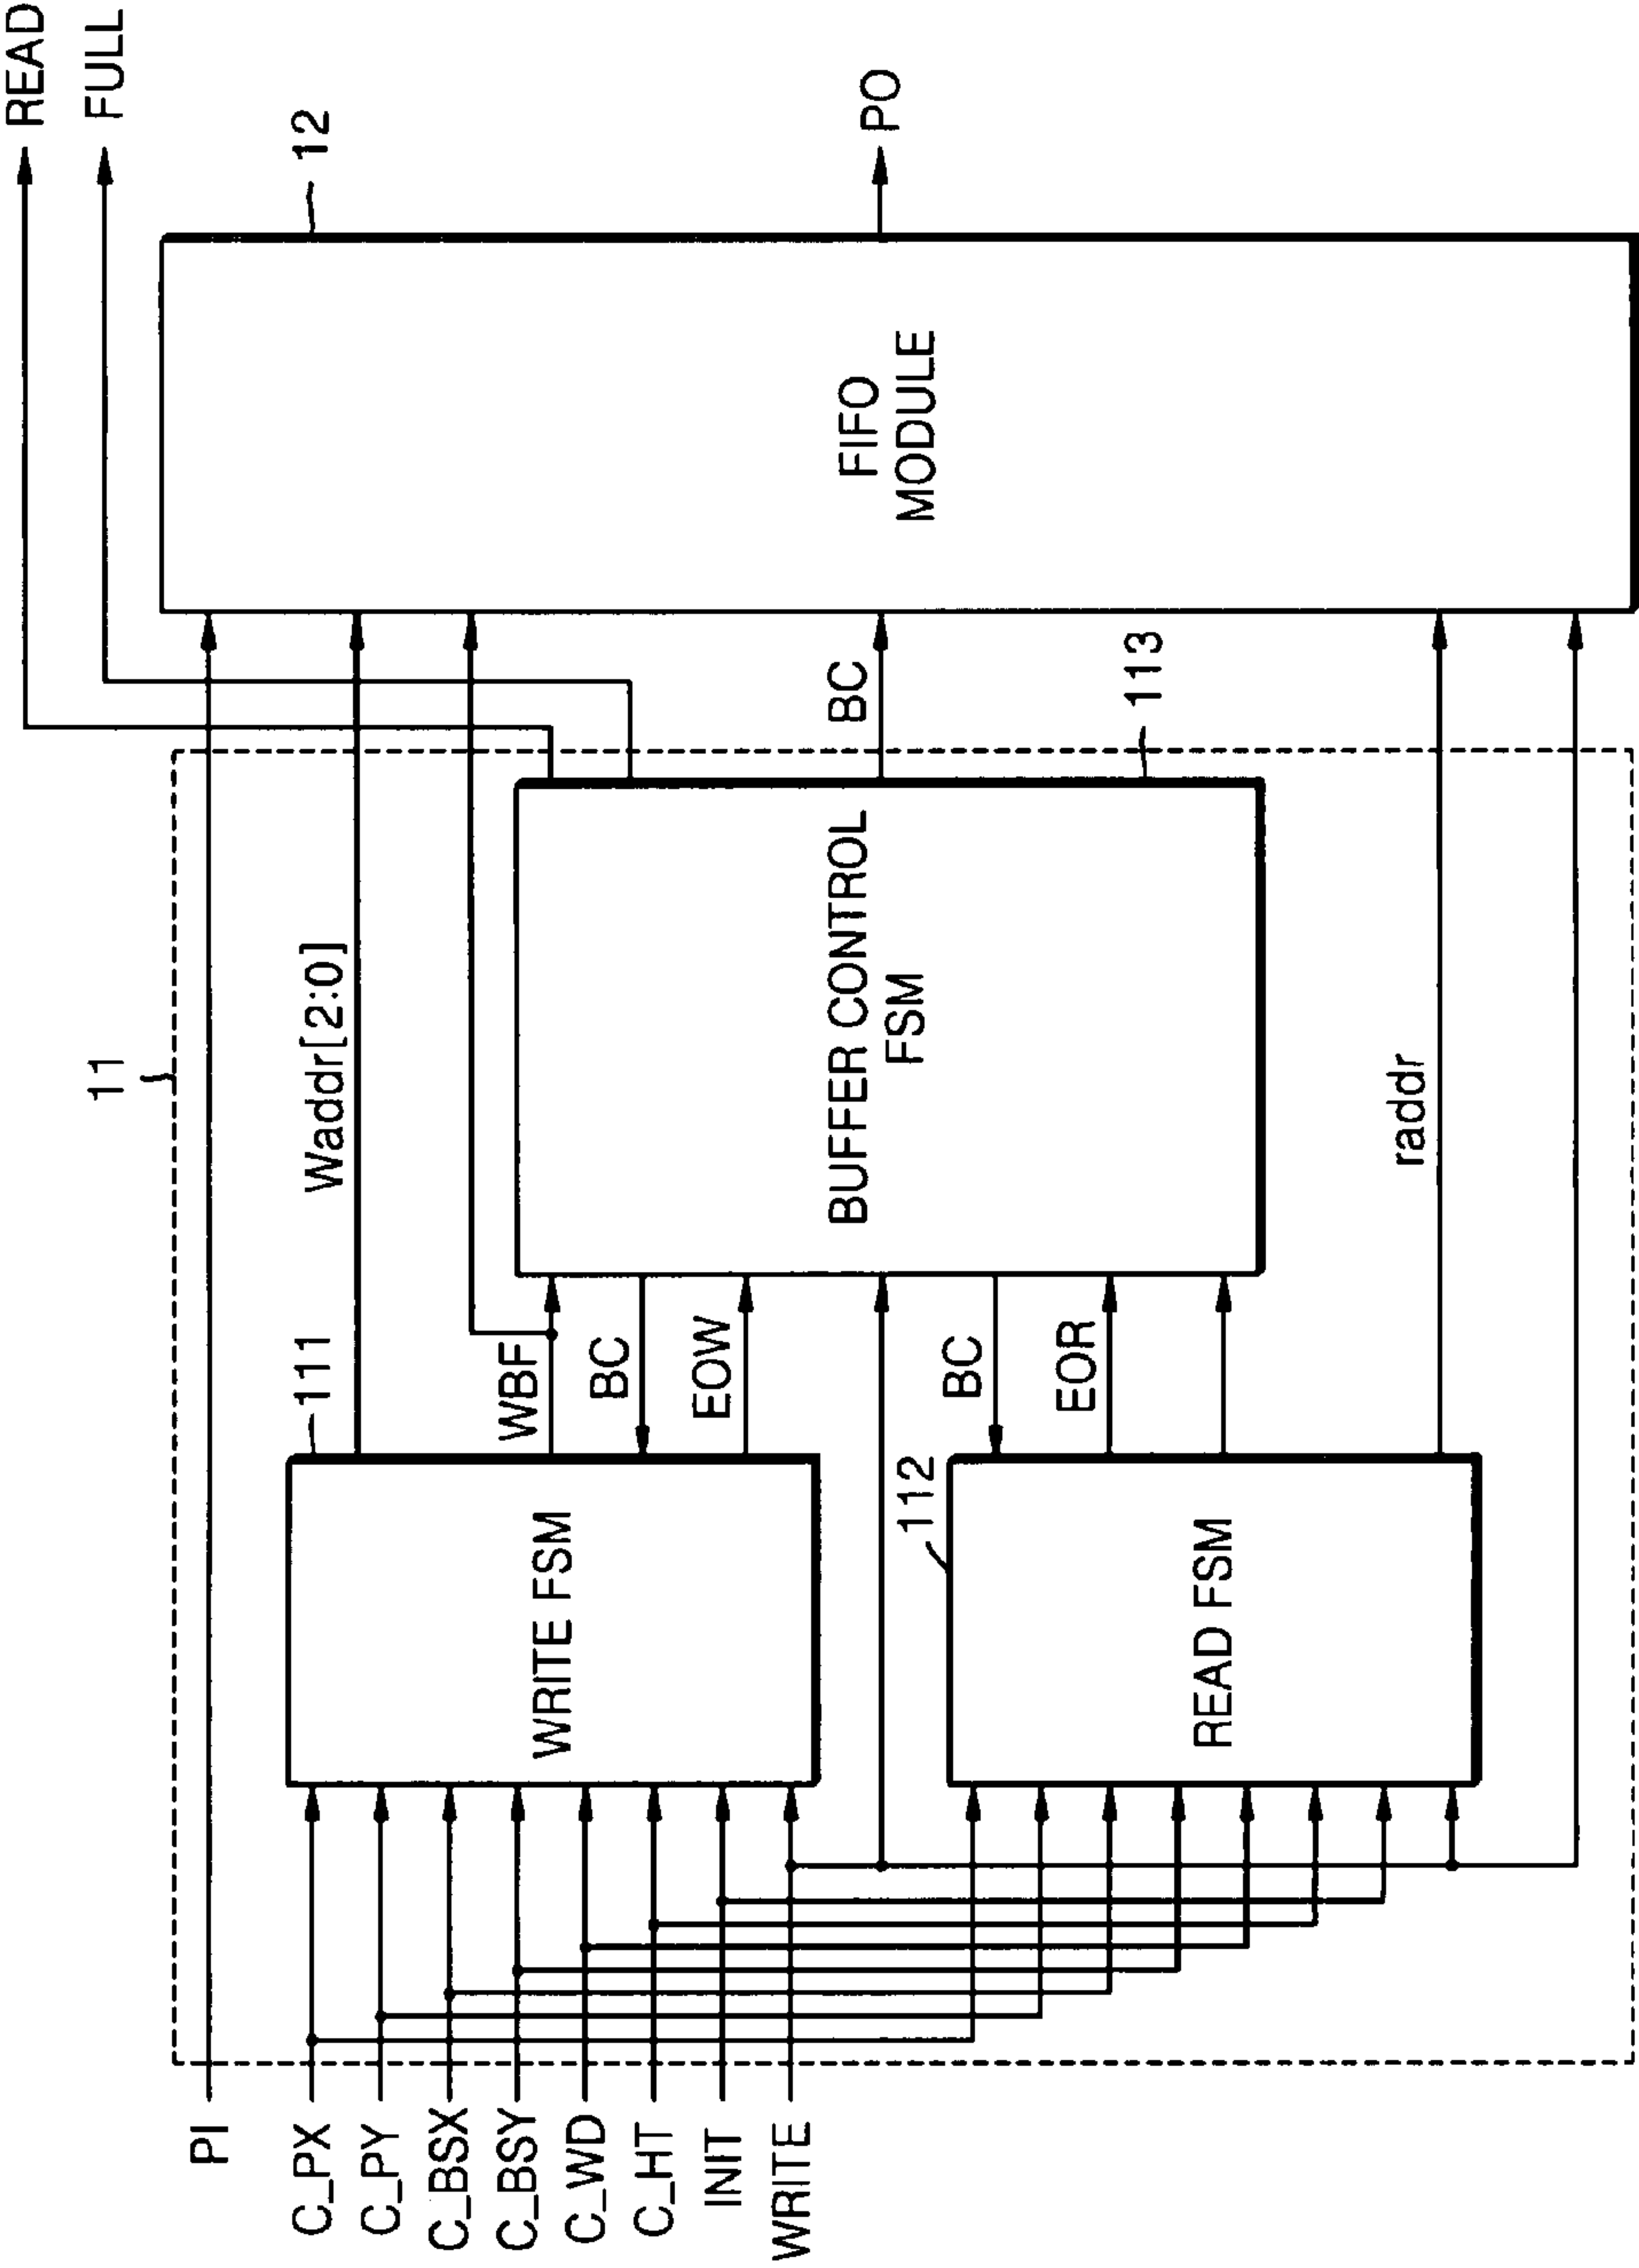 READ
FULL
11
12
PI
C_PX
C_PY
C_BSX
C_BSY
C_WD
C_HT
INIT
WRITE
111
WRITE FSM
Waddr[2:0]
WBF
BC
EOW
112
READ FSM
BC
EOR
raddr
BUFFER CONTROL
FSM
113
BC
FIFO
MODULE
PO